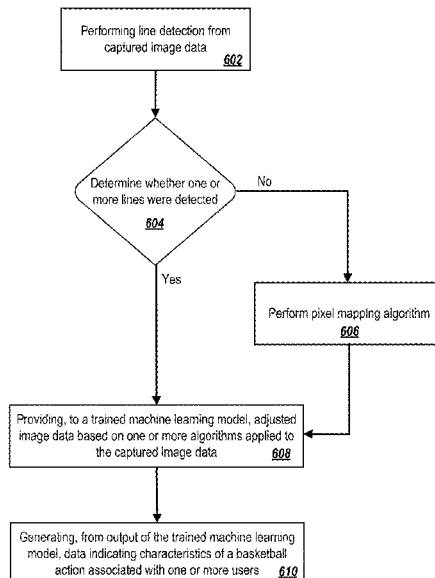 Performing line detection from
captured image data
602
Determine whether one or
more lines were detected
604
No
Yes
Perform pixel mapping algorithm
606
Providing, to a trained machine learning model, adjusted
image data based on one or more algorithms applied to
the captured image data
608
Generating, from output of the trained machine learning
model, data indicating characteristics of a basketball
action associated with one or more users
610